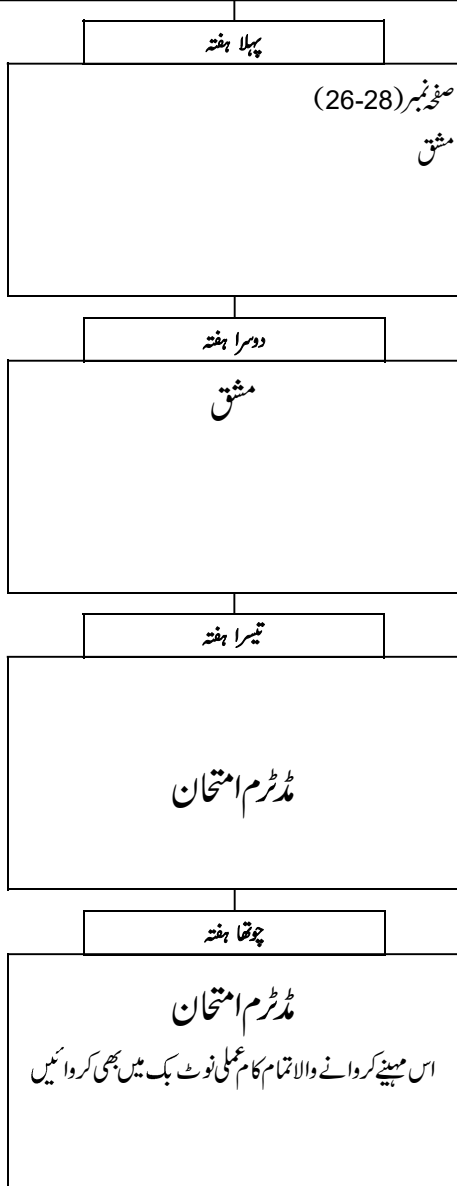 پہلا ہفتہ
صفحہ نمبر (26-28)
مشق
دوسرا ہفتہ
مشق
تیسرا ہفتہ
مڈٹرم امتحان
چوتھا ہفتہ
مڈٹرم امتحان
اس مہینے کروانے والا تمام کام عملی نوٹ بک میں بھی کروائیں